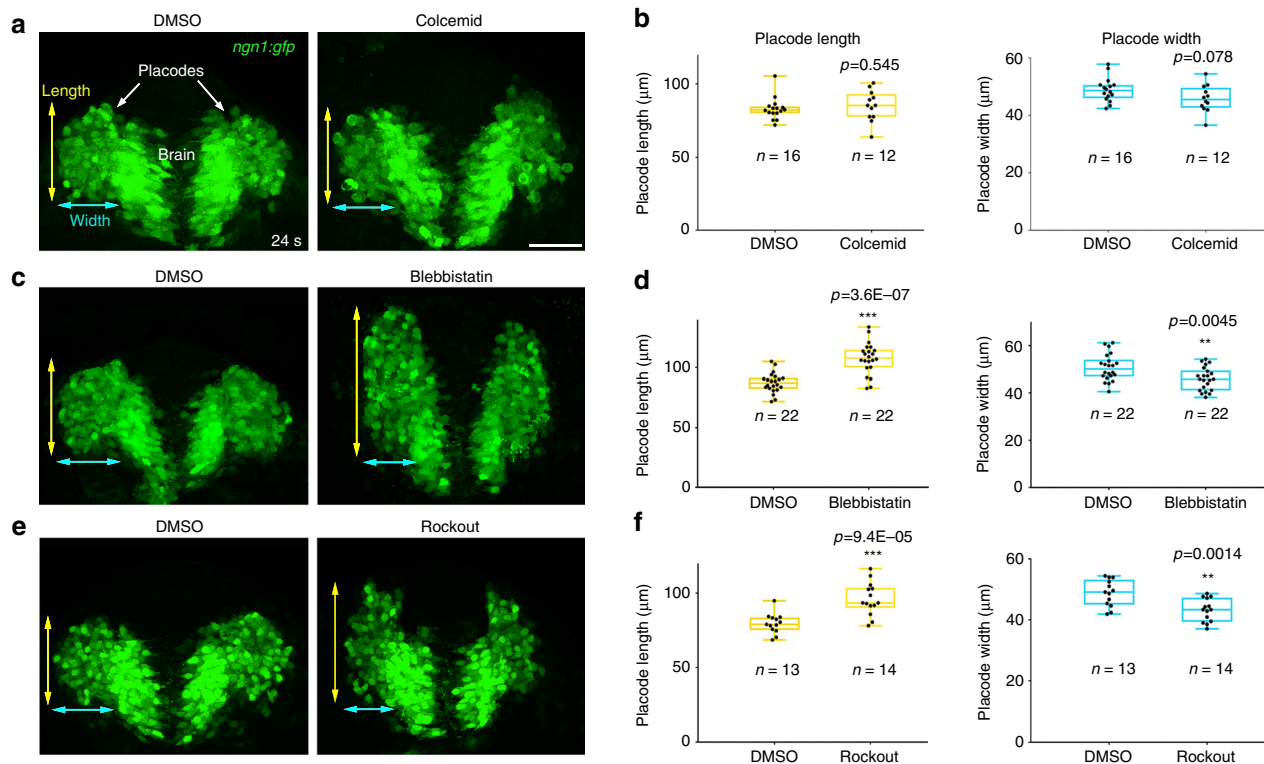 a
DMSO
Colcemid
ngn1:gfp
Placodes
Length
Brain
Width
24 s
b
Placode length
Placode width
p=0.545
p=0.078
Placode length (μm)
100
50
0
n = 16
n = 12
DMSO
Colcemid
Placode width (μm)
60
40
20
0
n = 16
n = 12
DMSO
Colcemid
c
DMSO
Blebbistatin
d
p=3.6E–07
***
Placode length (μm)
100
50
0
n = 22
n = 22
DMSO
Blebbistatin
p=0.0045
**
Placode width (μm)
60
40
20
0
n = 22
n = 22
DMSO
Blebbistatin
e
DMSO
Rockout
f
p=9.4E–05
***
Placode length (μm)
100
50
0
n = 13
n = 14
DMSO
Rockout
p=0.0014
**
Placode width (μm)
60
40
20
0
n = 13
n = 14
DMSO
Rockout